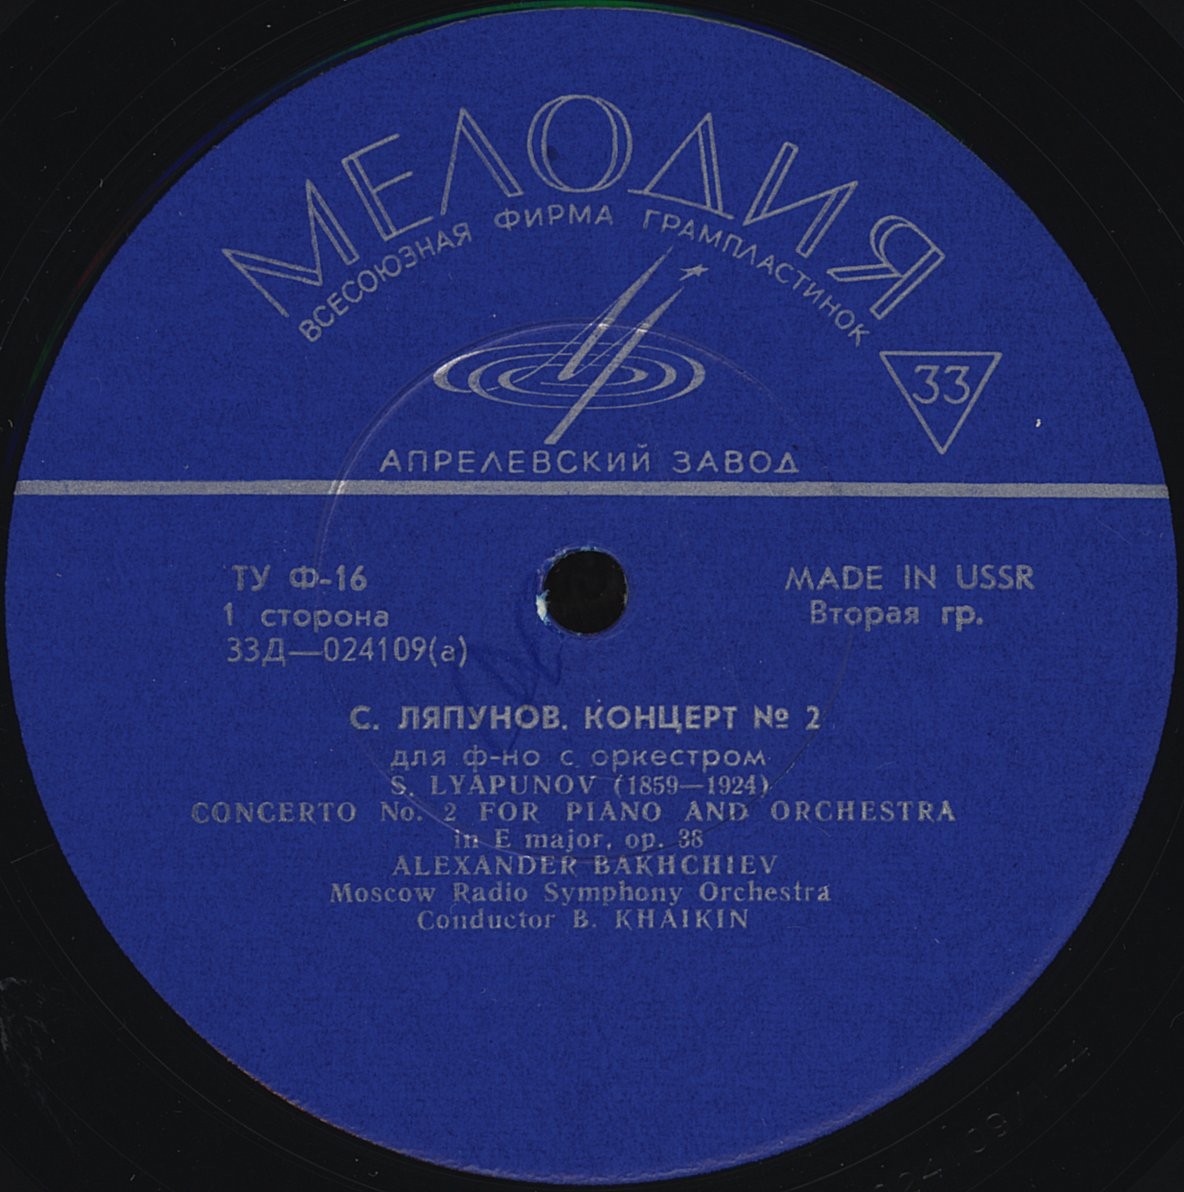 МЕЛОДИЯ
ВСЕСОЮЗНАЯ ФИРМА ГРАМПЛАСТИНОК
33
АПРЕЛЕВСКИЙ ЗАВОД
ТУ Ф-16
1 сторона
33Д—024109(а)
MADE IN USSR
Вторая гр.
С. ЛЯПУНОВ. КОНЦЕРТ № 2
для ф-но с оркестром
S. LYAPUNOV (1859—1924)
CONCERTO No. 2 FOR PIANO AND ORCHESTRA
in E major, op. 38
ALEXANDER BAKHCHIEV
Moscow Radio Symphony Orchestra
Conductor B. KHAIKIN